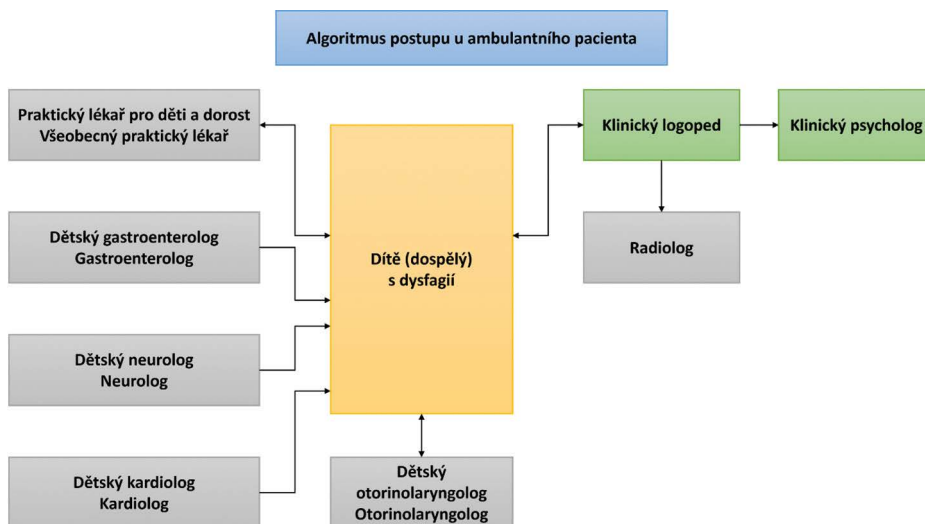 Algoritmus postupu u ambulantního pacienta
Praktický lékař pro děti a dorost
Všeobecný praktický lékař
Klinický logoped
Klinický psycholog
Dětský gastroenterolog
Gastroenterolog
Dítě (dospělý)
s dysfagií
Radiolog
Dětský neurolog
Neurolog
Dětský kardiolog
Kardiolog
Dětský
otorinolaryngolog
Otorinolaryngolog